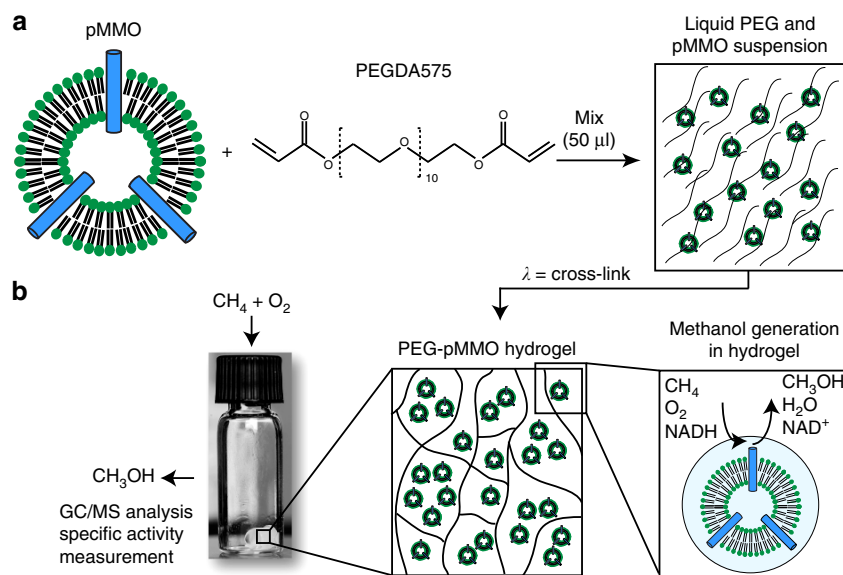 a
pMMO
+
PEGDA575
O
O
O
10
O
O
Mix
(50 µl)
Liquid PEG and
pMMO suspension
λ = cross-link
b
CH₄ + O₂
PEG-pMMO hydrogel
Methanol generation
in hydrogel
CH₄
O₂
NADH
CH₃OH
H₂O
NAD⁺
CH₃OH
GC/MS analysis
specific activity
measurement